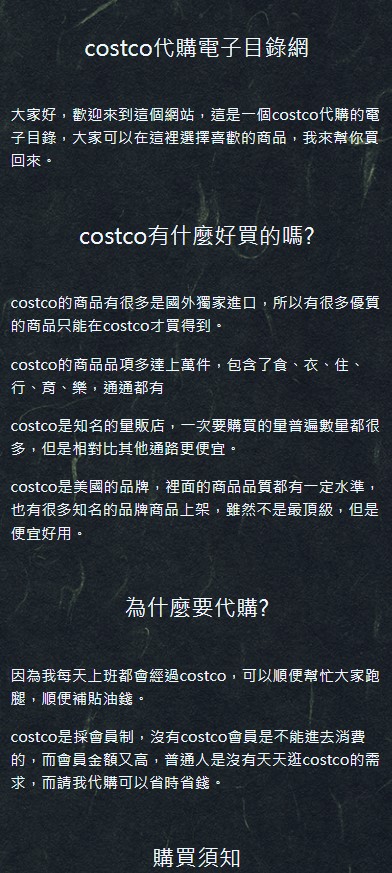 costco代購電子目錄網
大家好，歡迎來到這個網站，這是一個costco代購的電
子目錄，大家可以在這裡選擇喜歡的商品，我來幫你買
回來。
costco有什麼好買的嗎?
costco的商品有很多是國外獨家進口，所以有很多優質
的商品只能在costco才買得到。
costco的商品品項多達上萬件，包含了食、衣、住、
行、育、樂，通通都有
costco是知名的量販店，一次要購買的量普遍數量都很
多，但是相對比其他通路更便宜。
costco是美國的品牌，裡面的商品品質都有一定水準，
也有很多知名的品牌商品上架，雖然不是最頂級，但是
便宜好用。
為什麼要代購?
因為我每天上班都會經過costco，可以順便幫忙大家跑
腿，順便補貼油錢。
costco是採會員制，沒有costco會員是不能進去消費
的，而會員金額又高，普通人是沒有天天逛costco的需
求，而請我代購可以省時省錢。
購買須知